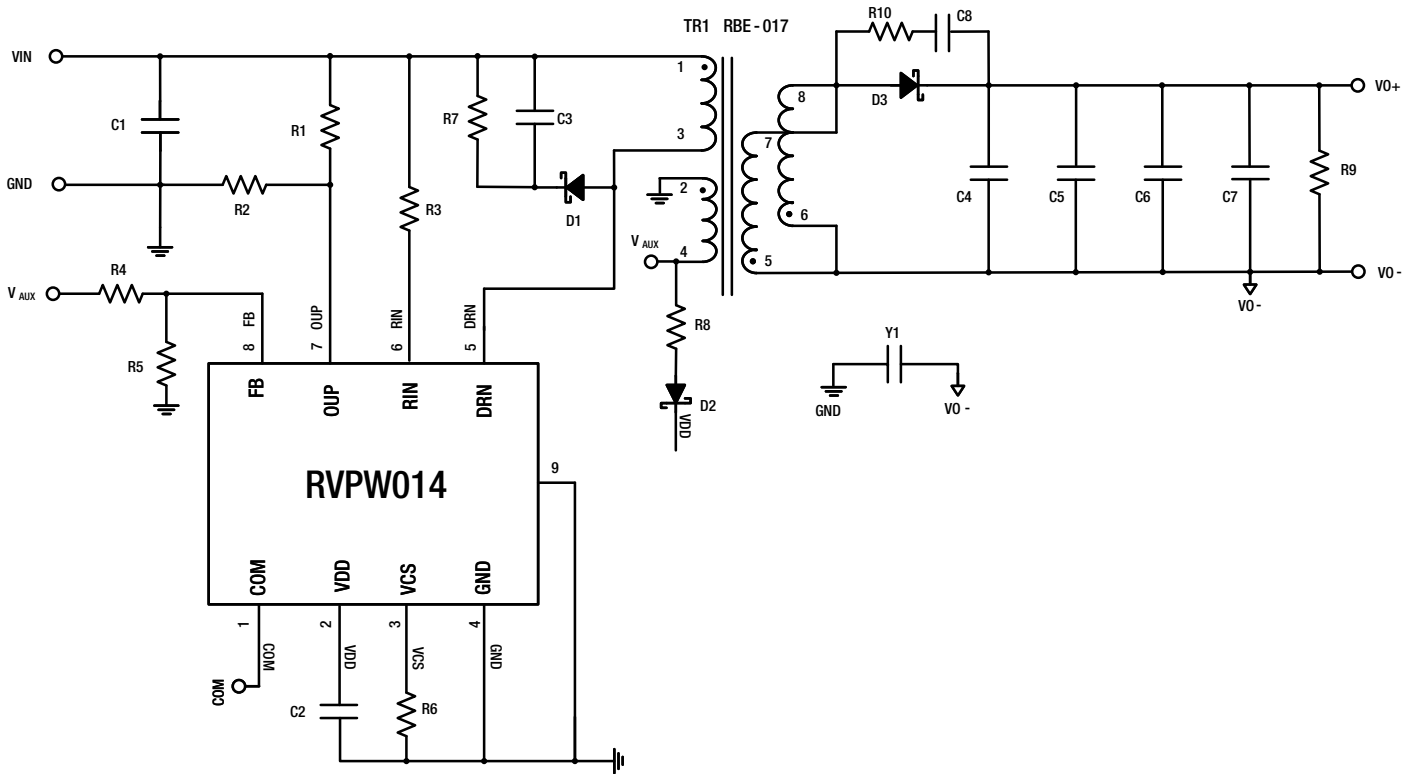 TR1 RBE-017
R10
C8
VIN
1
8
D3
VO+
C1
R1
R7
C3
3
7
GND
R2
R3
D1
2
6
C4
C5
C6
C7
R9
V AUX
4
5
VO-
V AUX
R4
R8
VO-
FB
OUP
RIN
DRN
8
7
6
5
R5
Y1
FB
OUP
RIN
DRN
D2
VDD
GND
VO -
RVPW014
9
COM
VDD
VCS
GND
1
2
3
4
COM
VDD
VCS
GND
COM
C2
R6